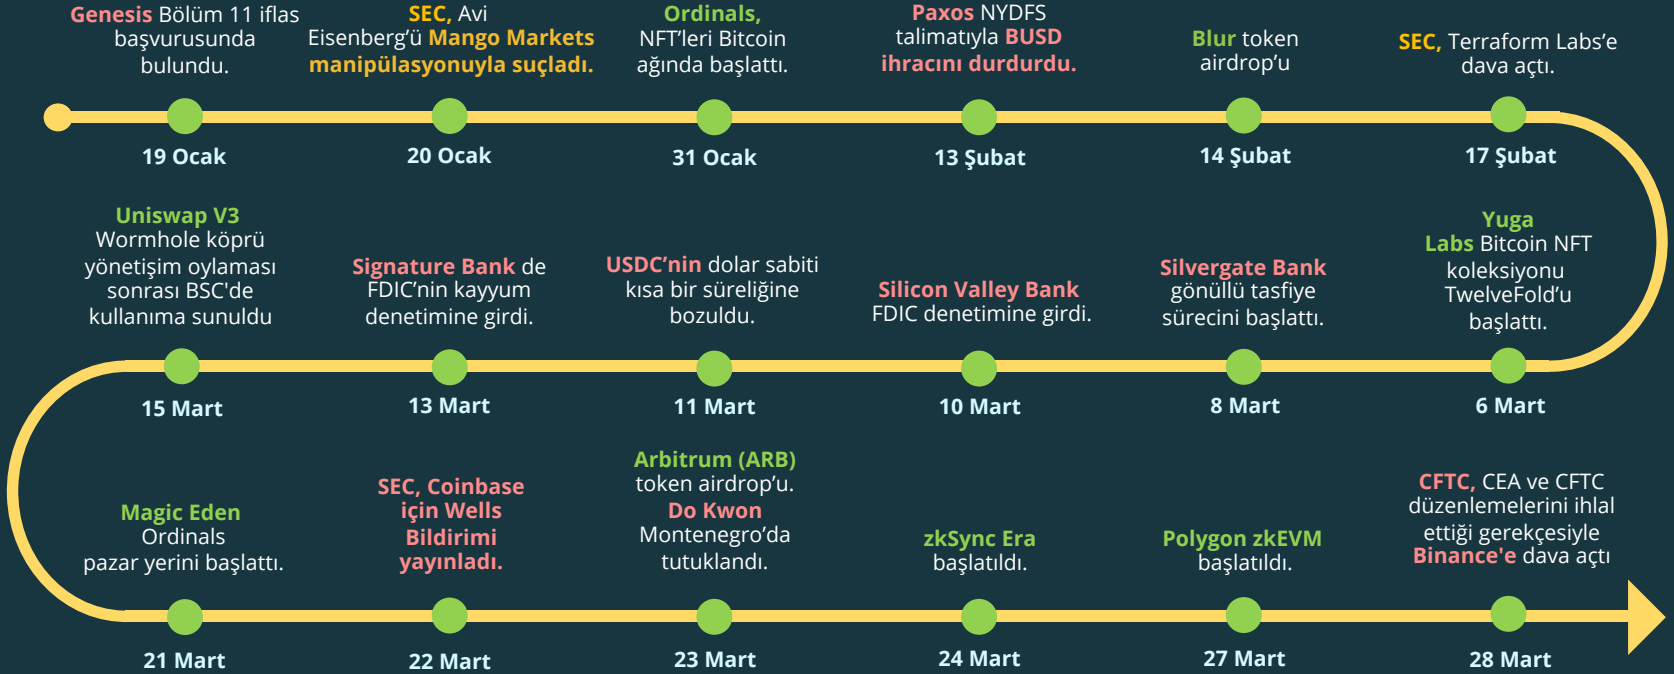 Genesis Bölüm 11 iflas
başvurusunda
bulundu.
19 Ocak
SEC, Avi
Eisenberg’ü Mango Markets
manipülasyonuyla suçladı.
20 Ocak
Ordinals,
NFT’leri Bitcoin
ağında başlattı.
31 Ocak
Paxos NYDFS
talimatıyla BUSD
ihracını durdurdu.
13 Şubat
Blur token
airdrop’u
14 Şubat
SEC, Terraform Labs’e
dava açtı.
17 Şubat
Yuga
Labs Bitcoin NFT
koleksiyonu
TwelveFold’u
başlattı.
6 Mart
Silvergate Bank
gönüllü tasfiye
sürecini başlattı.
8 Mart
Silicon Valley Bank
FDIC denetimine girdi.
10 Mart
USDC’nin dolar sabiti
kısa bir süreliğine
bozuldu.
11 Mart
Signature Bank de
FDIC’nin kayyum
denetimine girdi.
13 Mart
Uniswap V3
Wormhole köprü
yönetişim oylaması
sonrası BSC'de
kullanıma sunuldu
15 Mart
Magic Eden
Ordinals
pazar yerini başlattı.
21 Mart
SEC, Coinbase
için Wells
Bildirimi
yayınladı.
22 Mart
Arbitrum (ARB)
token airdrop’u.
Do Kwon
Montenegro’da
tutuklandı.
23 Mart
zkSync Era
başlatıldı.
24 Mart
Polygon zkEVM
başlatıldı.
27 Mart
CFTC, CEA ve CFTC
düzenlemelerini ihlal
ettiği gerekçesiyle
Binance'e dava açtı
28 Mart